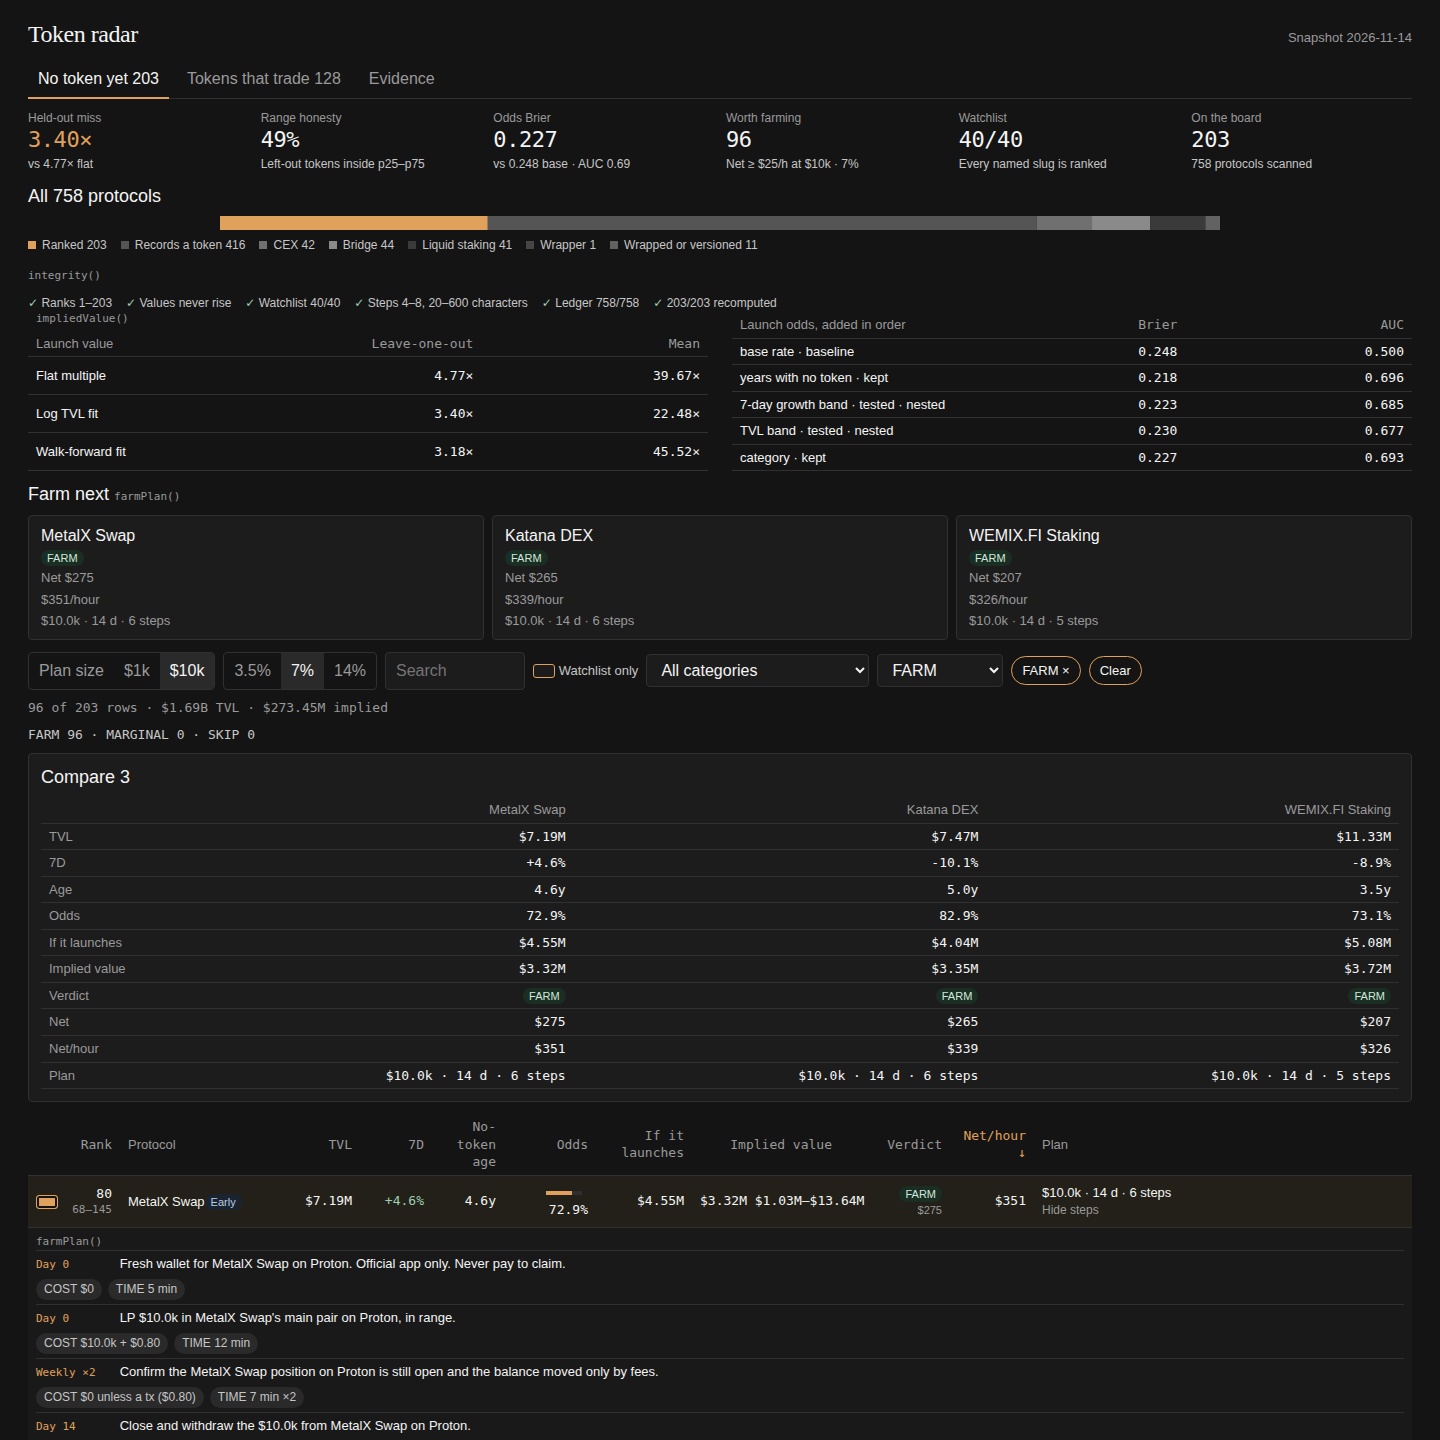 Token radar
Snapshot 2026-11-14
No token yet 203
Tokens that trade 128
Evidence
Held-out miss
3.40×
vs 4.77× flat
Range honesty
49%
Left-out tokens inside p25–p75
Odds Brier
0.227
vs 0.248 base · AUC 0.69
Worth farming
96
Net ≥ $25/h at $10k · 7%
Watchlist
40/40
Every named slug is ranked
On the board
203
758 protocols scanned
All 758 protocols
Ranked 203
Records a token 416
CEX 42
Bridge 44
Liquid staking 41
Wrapper 1
Wrapped or versioned 11
integrity()
✓ Ranks 1–203
✓ Values never rise
✓ Watchlist 40/40
✓ Steps 4–8, 20–600 characters
✓ Ledger 758/758
✓ 203/203 recomputed
impliedValue()
Launch value Leave-one-out Mean
Flat multiple 4.77× 39.67×
Log TVL fit 3.40× 22.48×
Walk-forward fit 3.18× 45.52×
Launch odds, added in order Brier AUC
base rate · baseline 0.248 0.500
years with no token · kept 0.218 0.696
7-day growth band · tested · nested 0.223 0.685
TVL band · tested · nested 0.230 0.677
category · kept 0.227 0.693
Farm next farmPlan()
MetalX Swap
FARM
Net $275
$351/hour
$10.0k · 14 d · 6 steps
Katana DEX
FARM
Net $265
$339/hour
$10.0k · 14 d · 6 steps
WEMIX.FI Staking
FARM
Net $207
$326/hour
$10.0k · 14 d · 5 steps
Plan size $1k $10k
3.5% 7% 14%
Search
Watchlist only
All categories
FARM
FARM ×
Clear
96 of 203 rows · $1.69B TVL · $273.45M implied
FARM 96 · MARGINAL 0 · SKIP 0
Compare 3
MetalX Swap Katana DEX WEMIX.FI Staking
TVL $7.19M $7.47M $11.33M
7D +4.6% -10.1% -8.9%
Age 4.6y 5.0y 3.5y
Odds 72.9% 82.9% 73.1%
If it launches $4.55M $4.04M $5.08M
Implied value $3.32M $3.35M $3.72M
Verdict FARM FARM FARM
Net $275 $265 $207
Net/hour $351 $339 $326
Plan $10.0k · 14 d · 6 steps $10.0k · 14 d · 6 steps $10.0k · 14 d · 5 steps
Rank
Protocol
TVL
7D
No-
token
age
Odds
If it
launches
Implied value
Verdict
Net/hour
↓
Plan
80
68–145
MetalX Swap Early
$7.19M
+4.6%
4.6y
72.9%
$4.55M
$3.32M $1.03M–$13.64M
FARM
$275
$351
$10.0k · 14 d · 6 steps
Hide steps
farmPlan()
Day 0 Fresh wallet for MetalX Swap on Proton. Official app only. Never pay to claim.
COST $0 TIME 5 min
Day 0 LP $10.0k in MetalX Swap's main pair on Proton, in range.
COST $10.0k + $0.80 TIME 12 min
Weekly ×2 Confirm the MetalX Swap position on Proton is still open and the balance moved only by fees.
COST $0 unless a tx ($0.80) TIME 7 min ×2
Day 14 Close and withdraw the $10.0k from MetalX Swap on Proton.